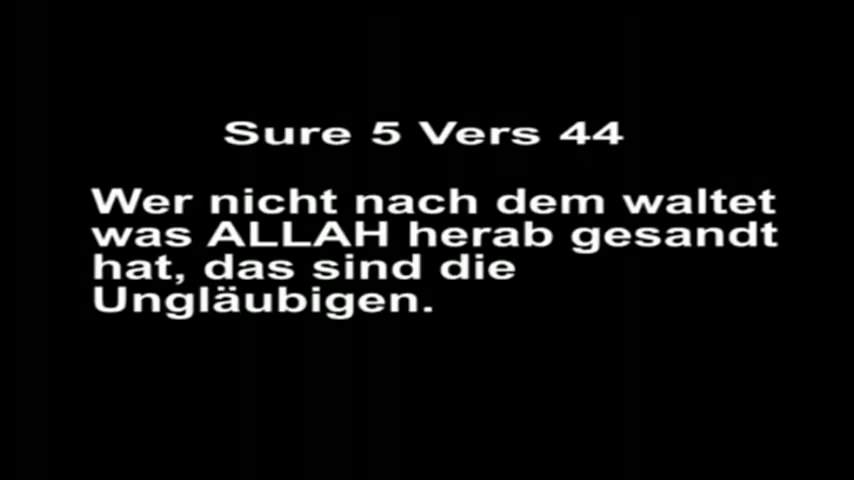 Sure 5 Vers 44
Wer nicht nach dem waltet
was ALLAH herab gesandt
hat, das sind die
Ungläubigen.